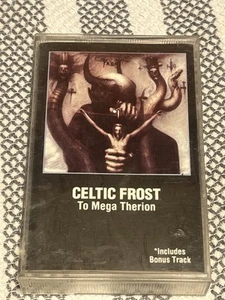 CELTIC FROST
To Mega Therion
*Includes
Bonus Track